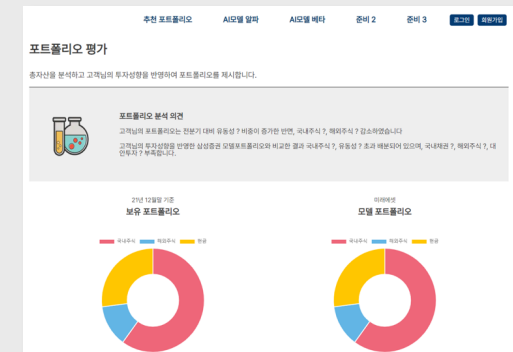 추천 포트폴리오 AI모델 알파 AI모델 베타 준비 2 준비 3 로그인 회원가입
포트폴리오 평가
총자산을 분석하고 고객님의 투자성향을 반영하여 포트폴리오를 제시합니다.
포트폴리오 분석 의견
고객님의 포트폴리오는 전분기 대비 유동성 ? 비중이 증가한 반면, 국내주식 ?, 해외주식 ? 감소하였습니다
고객님의 투자성향을 반영한 삼성증권 모델포트폴리오와 비교한 결과 국내주식 ?, 유동성 ? 초과 배분되어 있으며, 국내채권 ?, 해외주식 ?, 대
안투자 ? 부족합니다.
21년 12월말 기준 미래에셋
보유 포트폴리오 모델 포트폴리오
국내주식 해외주식 현금 국내주식 해외주식 현금